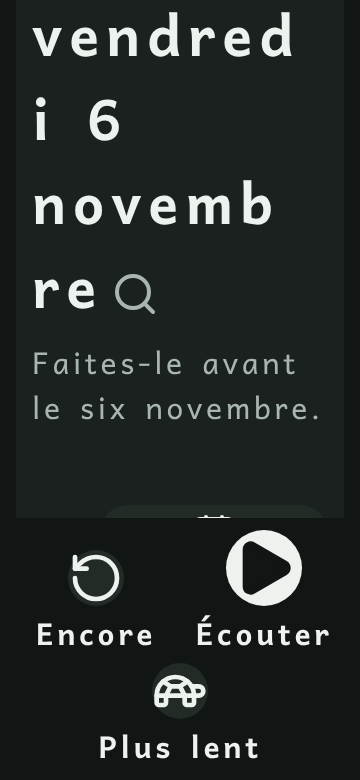 vendred
i 6
novemb
re
Faites-le avant
le six novembre.
Encore
Écouter
Plus lent